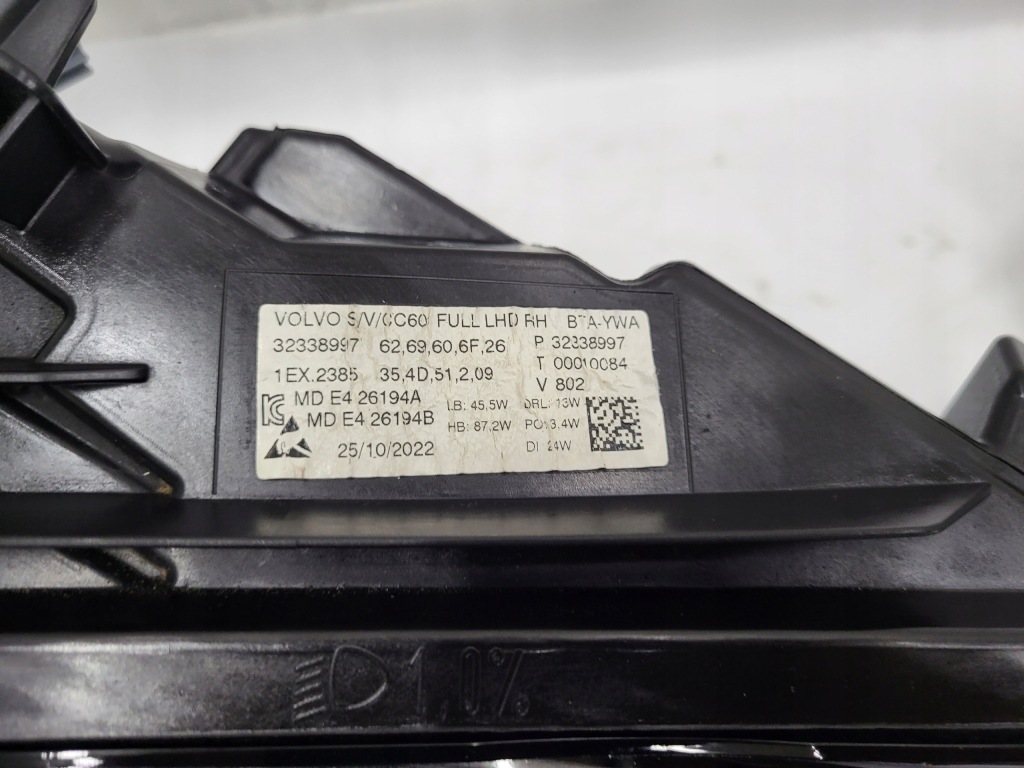 VOLVO S/V/CC60 FULL LHD RH BTA-YWA
32338997 62,69,60,6F,26 P 32338997
1EX.2385 35,4D,51,2,09 T 00010084
V 802
MD E4 26194A LB: 45,5W DRL: 13W
MD E4 26194B HB: 87,2W PO: 3.4W
25/10/2022 DI 24W
1,0%